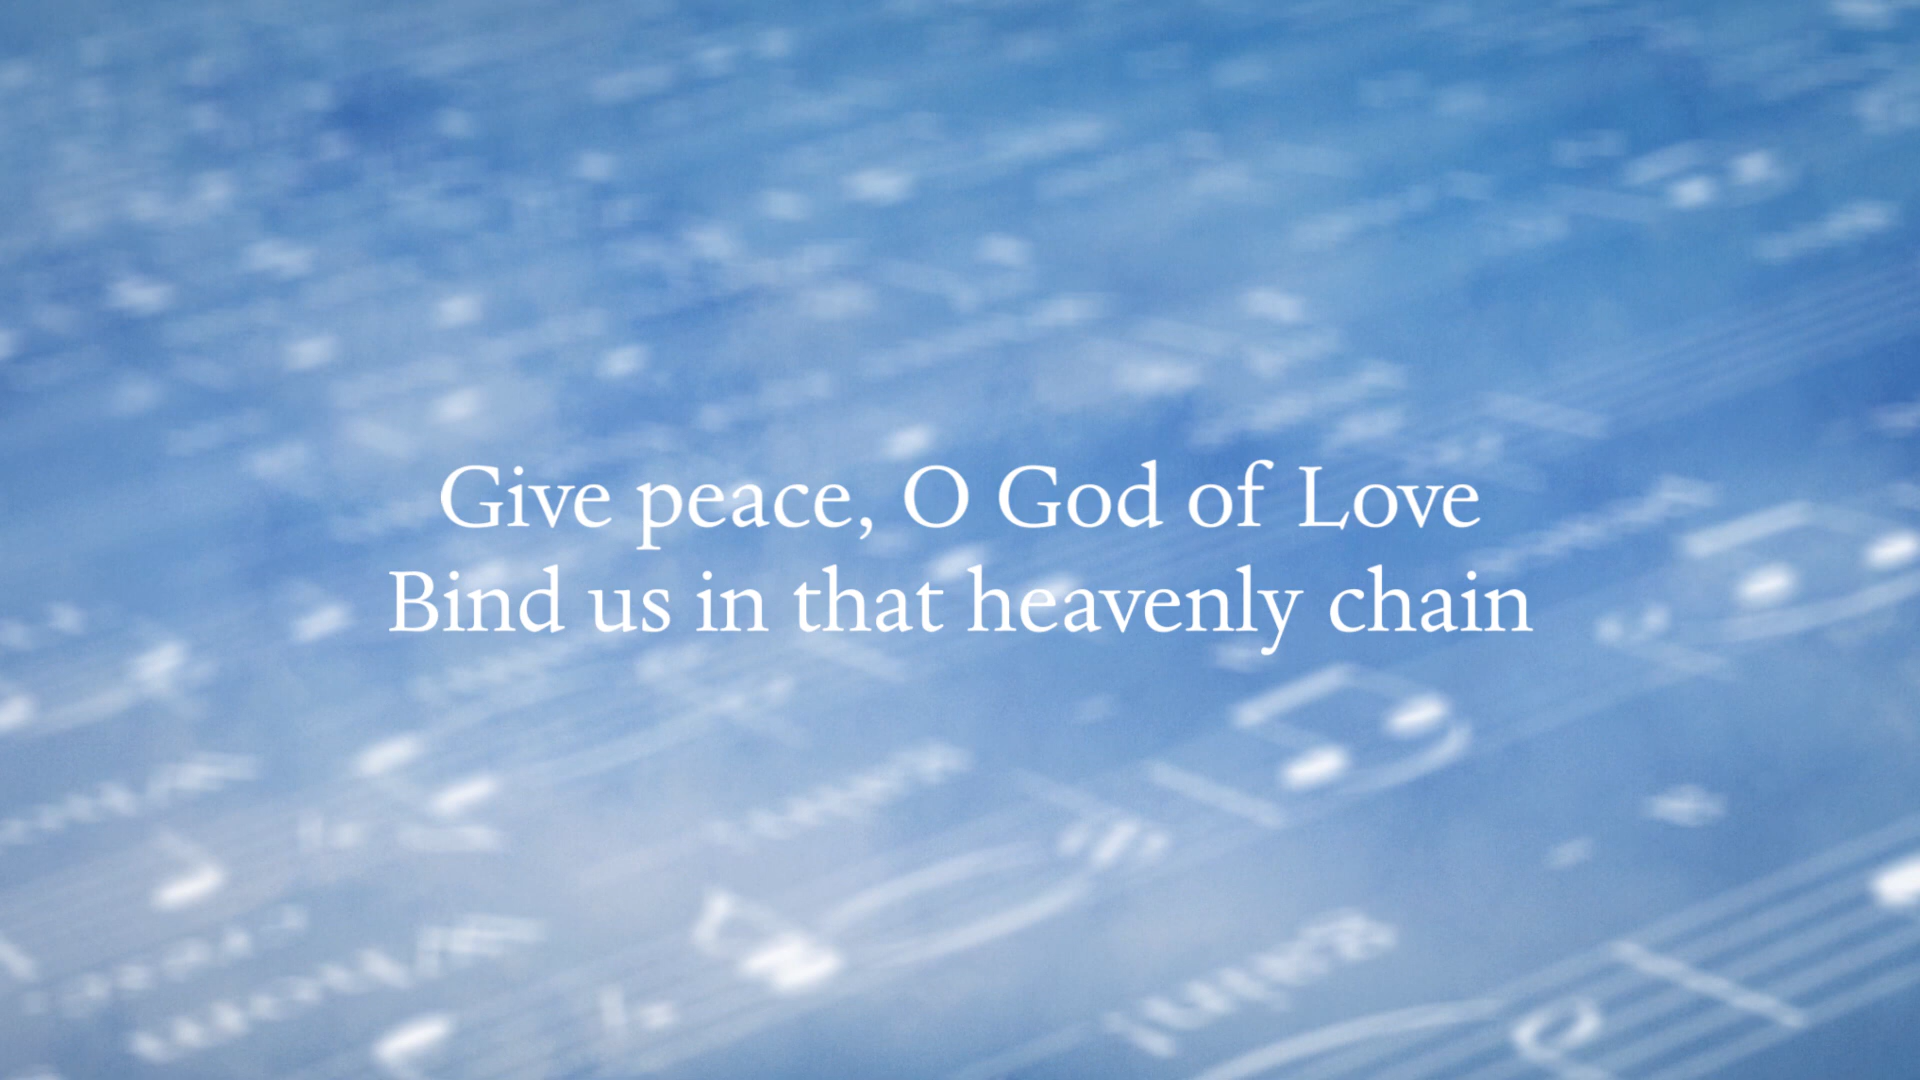 Give peace, O God of Love
Bind us in that heavenly chain